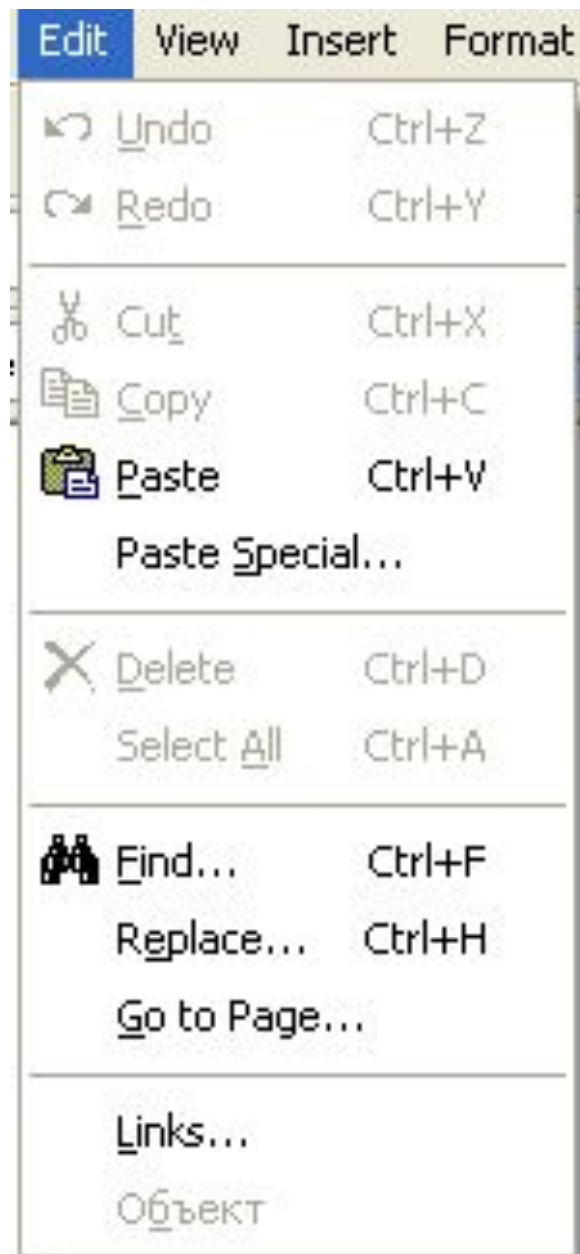 Edit View Insert Format
Undo Ctrl+Z
Redo Ctrl+Y
Cut Ctrl+X
Copy Ctrl+C
Paste Ctrl+V
Paste Special...
Delete Ctrl+D
Select All Ctrl+A
Find... Ctrl+F
Replace... Ctrl+H
Go to Page...
Links...
Объект